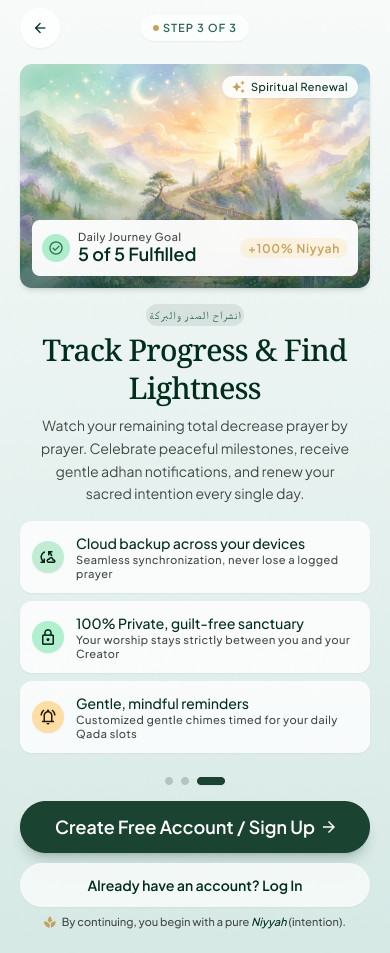 STEP 3 OF 3
Spiritual Renewal
Daily Journey Goal
5 of 5 Fulfilled
+100% Niyyah
انشراح الصدر والبركة
Track Progress & Find
Lightness
Watch your remaining total decrease prayer by
prayer. Celebrate peaceful milestones, receive
gentle adhan notifications, and renew your
sacred intention every single day.
Cloud backup across your devices
Seamless synchronization, never lose a logged
prayer
100% Private, guilt-free sanctuary
Your worship stays strictly between you and your
Creator
Gentle, mindful reminders
Customized gentle chimes timed for your daily
Qada slots
Create Free Account / Sign Up
Already have an account? Log In
By continuing, you begin with a pure Niyyah (intention).